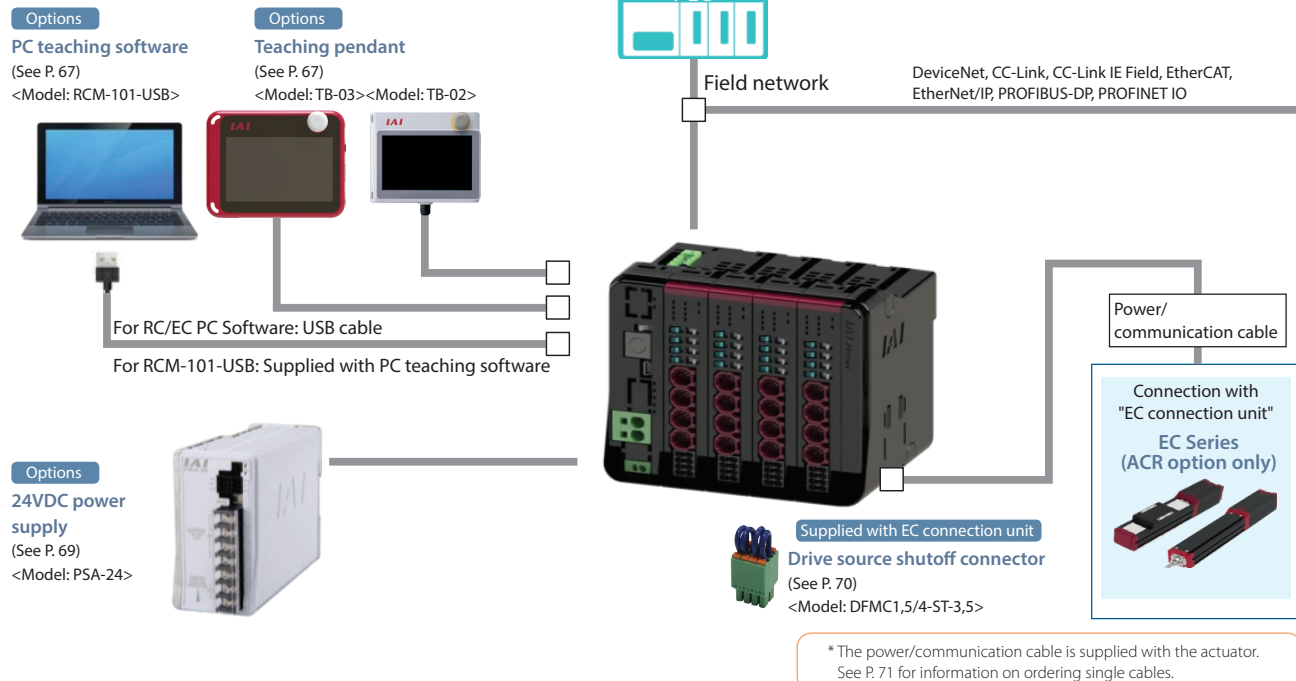 Options
PC teaching software
(See P. 67)
<Model: RCM-101-USB>
Options
Teaching pendant
(See P. 67)
<Model: TB-03><Model: TB-02>
IAI
IAI
Field network
DeviceNet, CC-Link, CC-Link IE Field, EtherCAT,
EtherNet/IP, PROFIBUS-DP, PROFINET IO
For RC/EC PC Software: USB cable
For RCM-101-USB: Supplied with PC teaching software
Power/
communication cable
Connection with
"EC connection unit"
EC Series
(ACR option only)
IAI
IAI
IAI
Options
24VDC power
supply
(See P. 69)
<Model: PSA-24>
Supplied with EC connection unit
Drive source shutoff connector
(See P. 70)
<Model: DFMC1,5/4-ST-3,5>
* The power/communication cable is supplied with the actuator.
See P. 71 for information on ordering single cables.